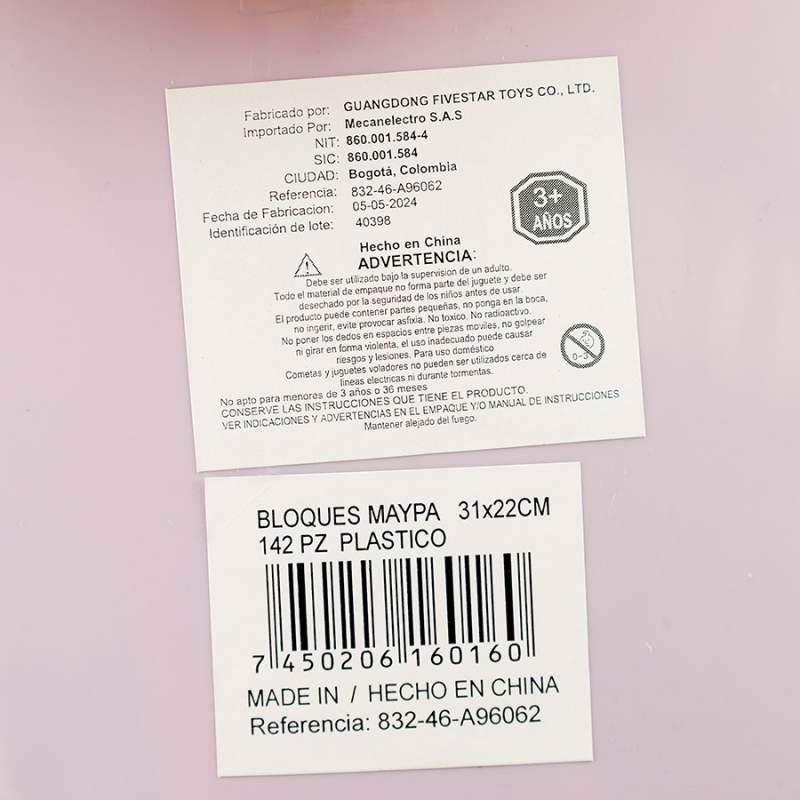 Fabricado por: GUANGDONG FIVESTAR TOYS CO., LTD.
Importado Por: Mecanelectro S.A.S
NIT: 860.001.584-4
SIC: 860.001.584
CIUDAD: Bogotá, Colombia
Referencia: 832-46-A96062
Fecha de Fabricacion: 05-05-2024
Identificación de lote: 40398
3+
AÑOS
Hecho en China
ADVERTENCIA:
Debe ser utilizado bajo la supervision de un adulto.
Todo el material de empaque no forma parte del juguete y debe ser
desechado por la seguridad de los niños antes de usar.
El producto puede contener partes pequeñas, no ponga en la boca,
no ingerir, evite provocar asfixia. No toxico. No radioactivo.
No poner los dedos en espacios entre piezas moviles, no golpear
ni girar en forma violenta, el uso inadecuado puede causar
riesgos y lesiones. Para uso doméstico
Cometas y juguetes voladores no pueden ser utilizados cerca de
lineas electricas ni durante tormentas.
0-3
No apto para menores de 3 años o 36 meses
CONSERVE LAS INSTRUCCIONES QUE TIENE EL PRODUCTO.
VER INDICACIONES Y ADVERTENCIAS EN EL EMPAQUE Y/O MANUAL DE INSTRUCCIONES
Mantener alejado del fuego.
BLOQUES MAYPA 31x22CM
142 PZ PLASTICO
7 450206 160160
MADE IN / HECHO EN CHINA
Referencia: 832-46-A96062